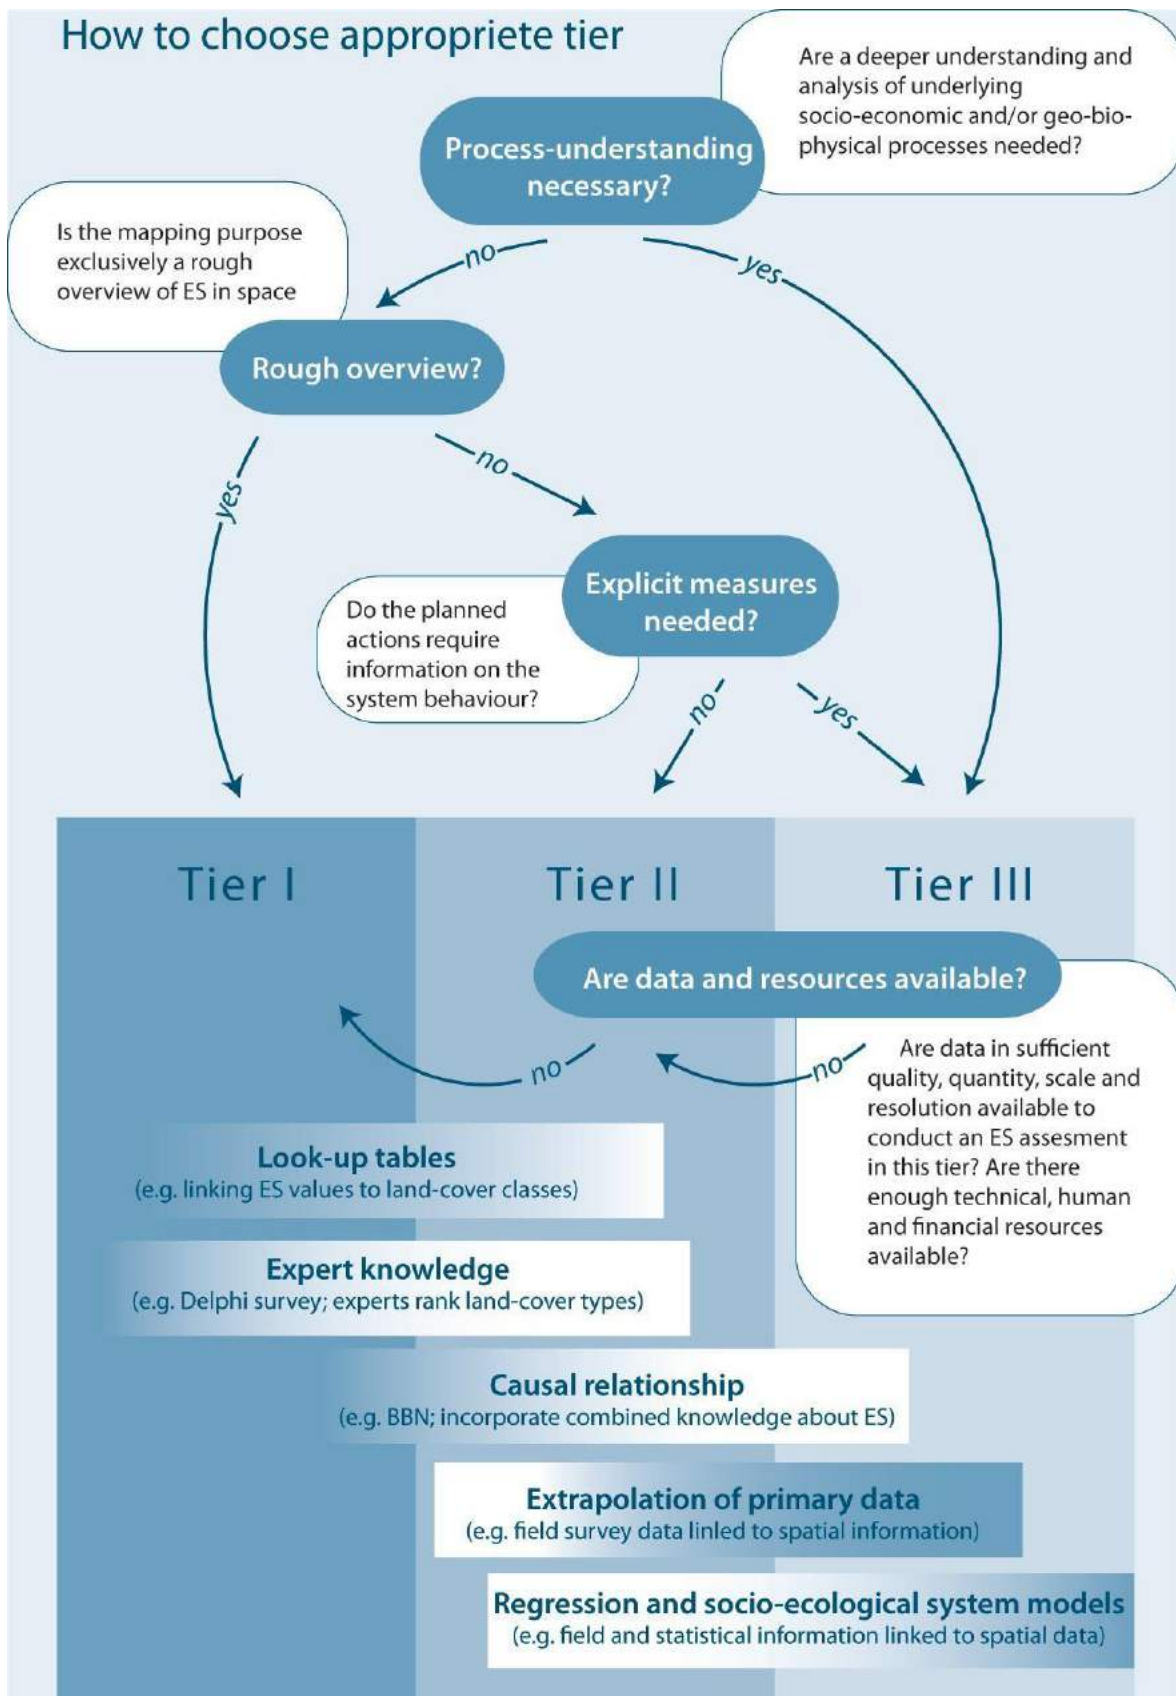 How to choose appropriete tier
Are a deeper understanding and
analysis of underlying
socio-economic and/or geo-bio-
physical processes needed?
Process-understanding
necessary?
Is the mapping purpose
exclusively a rough
overview of ES in space
no
yes
Rough overview?
yes
no
Explicit measures
needed?
Do the planned
actions require
information on the
system behaviour?
no
yes
Tier I
Tier II
Tier III
Are data and resources available?
no
no
Are data in sufficient
quality, quantity, scale and
resolution available to
conduct an ES assesment
in this tier? Are there
enough technical, human
and financial resources
available?
Look-up tables
(e.g. linking ES values to land-cover classes)
Expert knowledge
(e.g. Delphi survey; experts rank land-cover types)
Causal relationship
(e.g. BBN; incorporate combined knowledge about ES)
Extrapolation of primary data
(e.g. field survey data linled to spatial information)
Regression and socio-ecological system models
(e.g. field and statistical information linked to spatial data)